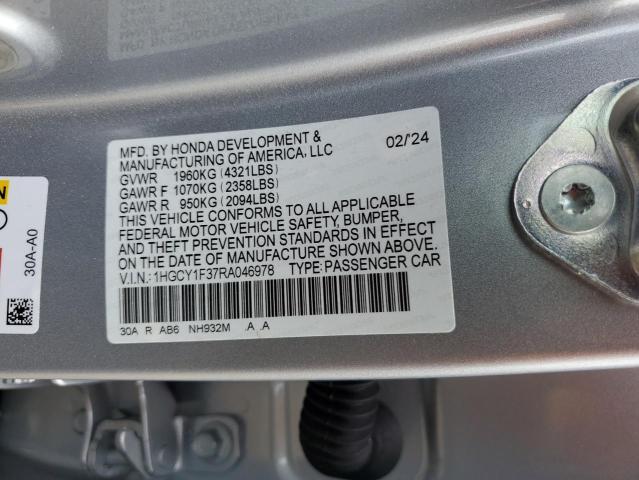 MFD. BY HONDA DEVELOPMENT & 02/'24
MANUFACTURING OF AMERICA, LLC
GVWR 1960KG (4321LBS)
GAWR F 1070KG (2358LBS)
GAWR R 950KG (2094LBS)
THIS VEHICLE CONFORMS TO ALL APPLICABLE
FEDERAL MOTOR VEHICLE SAFETY, BUMPER,
AND THEFT PREVENTION STANDARDS IN EFFECT
ON THE DATE OF MANUFACTURE SHOWN ABOVE.
V.I.N.: 1HGCY1F37RA046978 TYPE: PASSENGER CAR
30A R AB6 NH932M .A .A
30A-A0